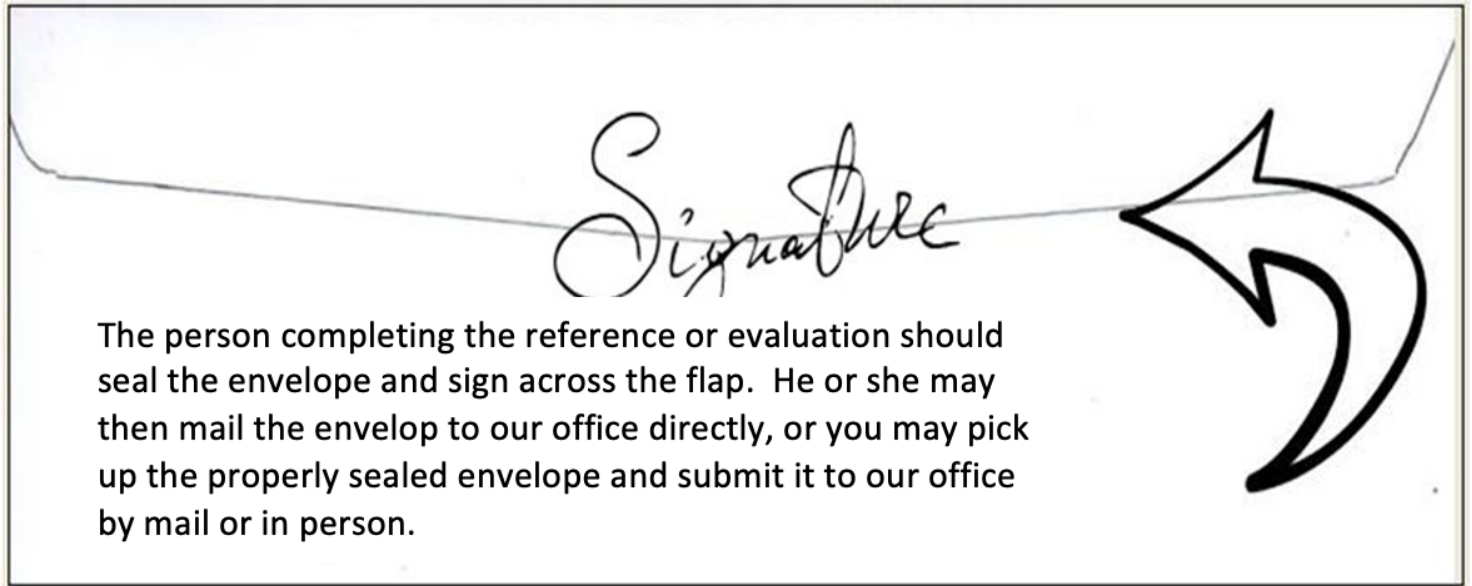 Signature
The person completing the reference or evaluation should
seal the envelope and sign across the flap.  He or she may
then mail the envelop to our office directly, or you may pick
up the properly sealed envelope and submit it to our office
by mail or in person.